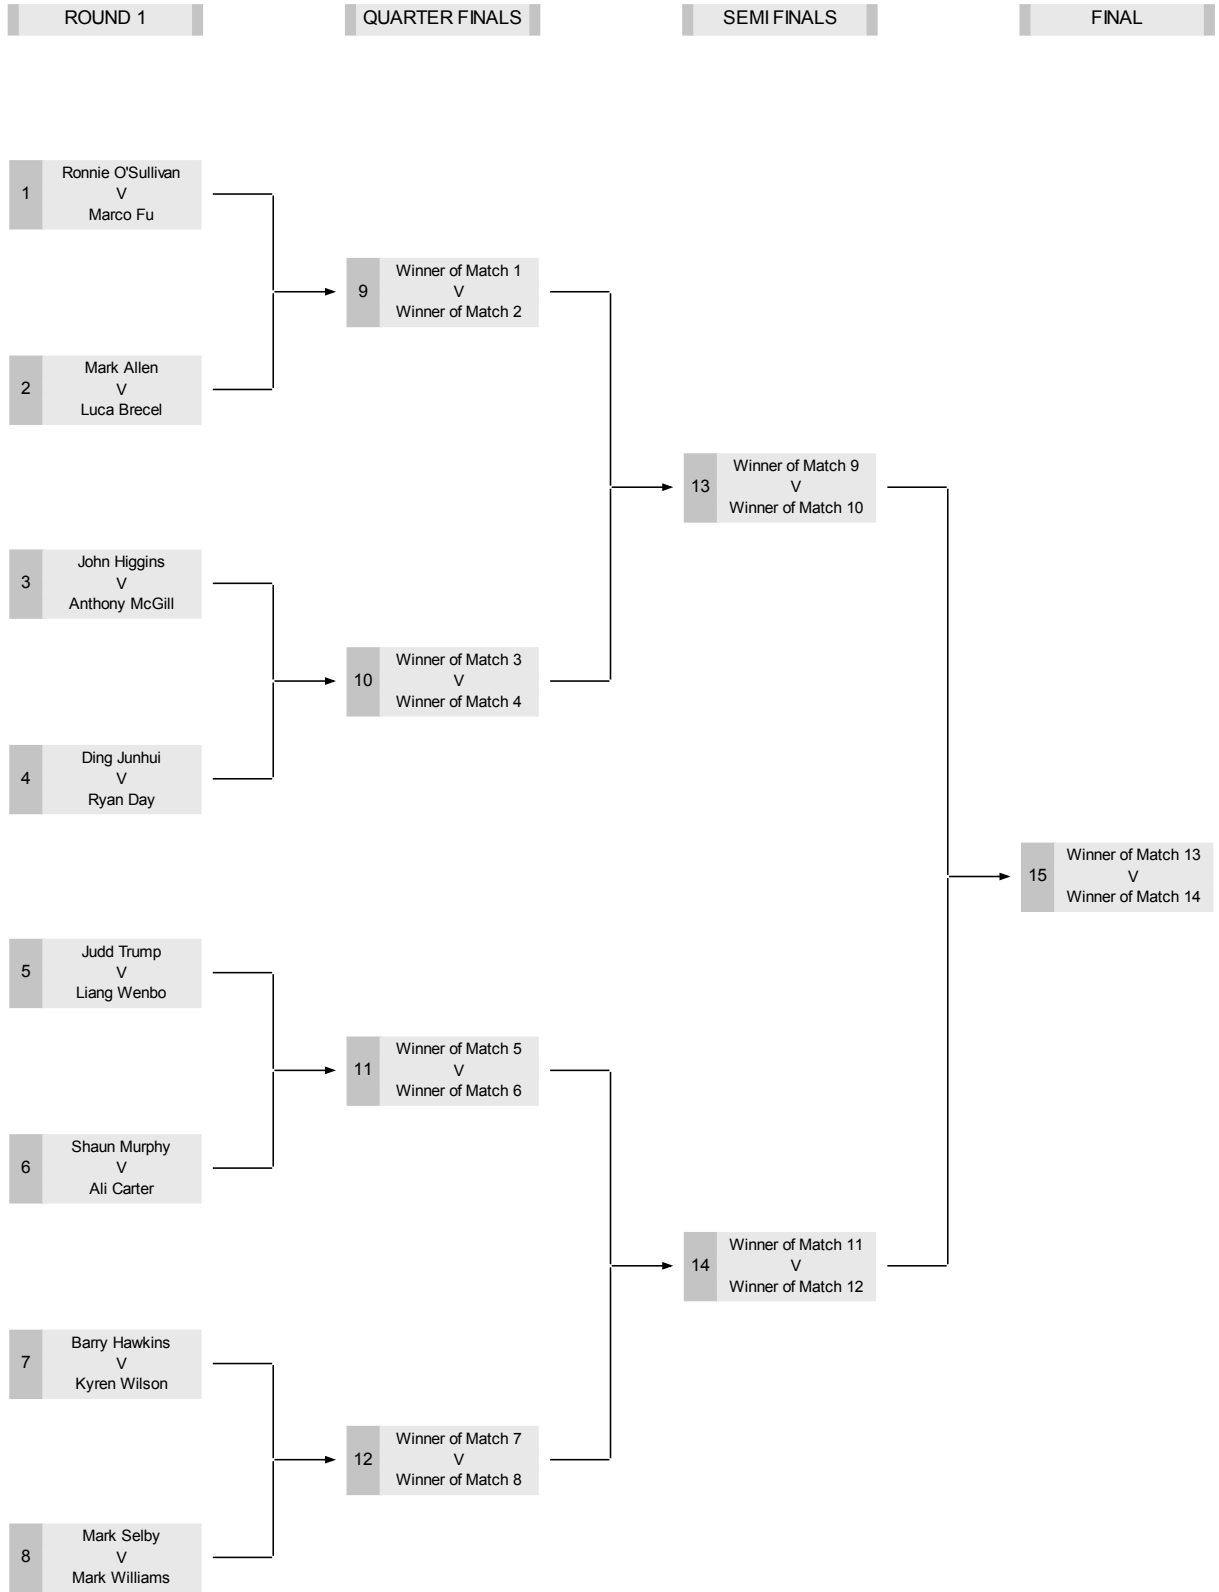 ROUND 1
QUARTER FINALS
SEMI FINALS
FINAL
1
Ronnie O'Sullivan
V
Marco Fu
2
Mark Allen
V
Luca Brecel
3
John Higgins
V
Anthony McGill
4
Ding Junhui
V
Ryan Day
5
Judd Trump
V
Liang Wenbo
6
Shaun Murphy
V
Ali Carter
7
Barry Hawkins
V
Kyren Wilson
8
Mark Selby
V
Mark Williams
9
Winner of Match 1
V
Winner of Match 2
10
Winner of Match 3
V
Winner of Match 4
11
Winner of Match 5
V
Winner of Match 6
12
Winner of Match 7
V
Winner of Match 8
13
Winner of Match 9
V
Winner of Match 10
14
Winner of Match 11
V
Winner of Match 12
15
Winner of Match 13
V
Winner of Match 14